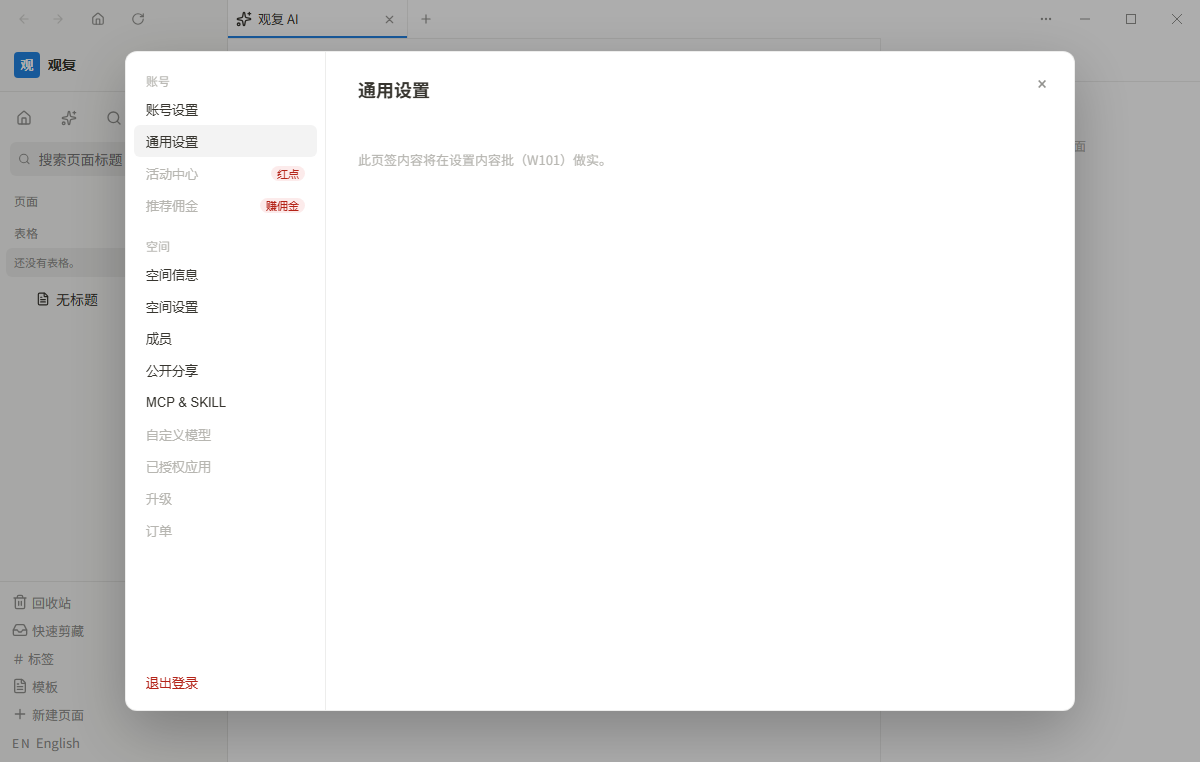 观复 AI
观 观复
搜索页面标题
页面
表格
还没有表格。
无标题
回收站
快速剪藏
# 标签
模板
新建页面
EN English
账号
账号设置
通用设置
活动中心 红点
推荐佣金 赚佣金
空间
空间信息
空间设置
成员
公开分享
MCP & SKILL
自定义模型
已授权应用
升级
订单
退出登录
通用设置
此页签内容将在设置内容批（W101）做实。
面